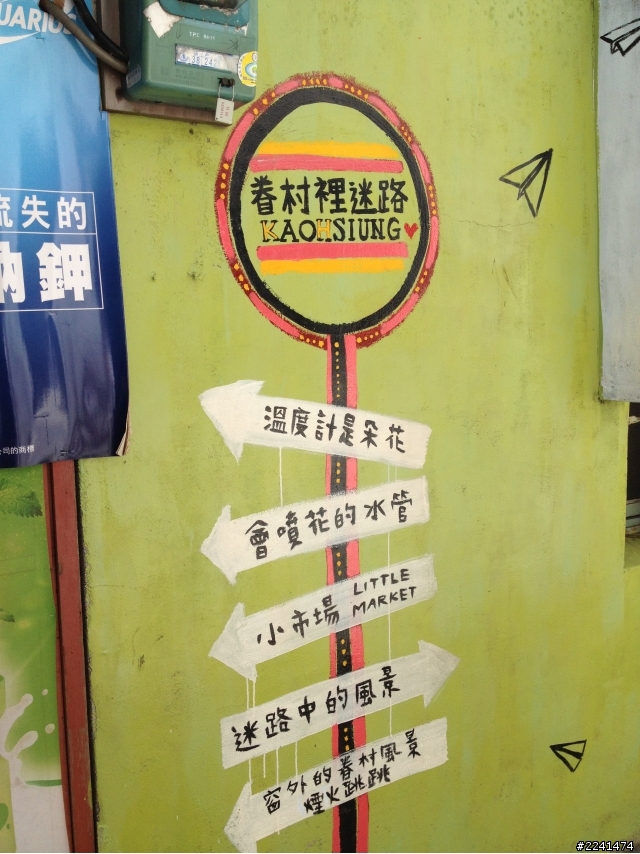 流失的
鈉鉀
眷村裡迷路
KAOHSIUNG
溫度計是朵花
會噴花的水管
小市場 LITTLE
MARKET
迷路中的風景
窗外的眷村風景
煙火跳跳
#2241474